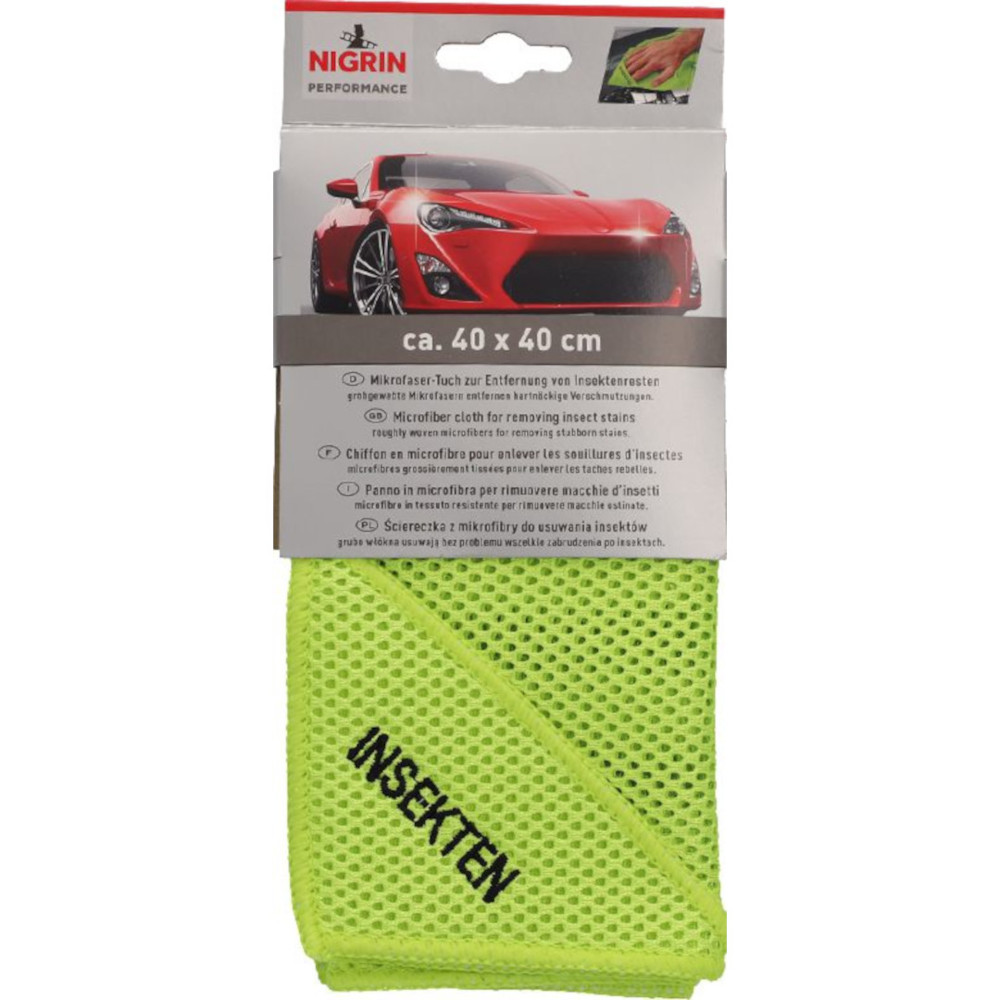 NIGRIN
PERFORMANCE
ca. 40 x 40 cm
D Mikrofaser-Tuch zur Entfernung von Insektenresten
grobgewebte Mikrofasern entfernen hartnäckige Verschmutzungen.
GB Microfiber cloth for removing insect stains
roughly woven microfibers for removing stubborn stains.
F Chiffon en microfibre pour enlever les souillures d'insectes
microfibres grossièrement tissées pour enlever les taches rebelles.
I Panno in microfibra per rimuovere macchie d'insetti
microfibra in tessuto resistente per rimuovere macchie ostinate.
PL Ściereczka z mikrofibry do usuwania insektów
grube włókna usuwają bez problemu wszelkie zabrudzenia po insektach.
INSEKTEN